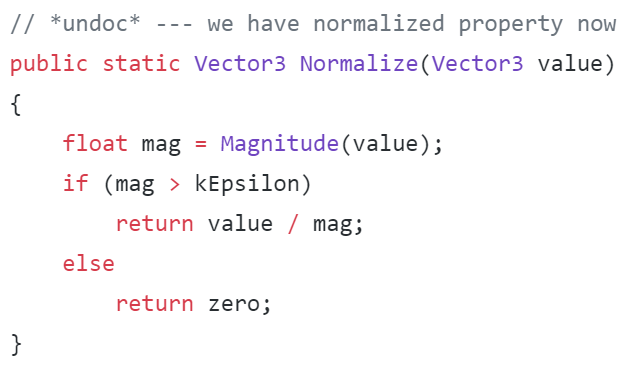 // *undoc* --- we have normalized property now
public static Vector3 Normalize(Vector3 value)
{
    float mag = Magnitude(value);
    if (mag > kEpsilon)
        return value / mag;
    else
        return zero;
}